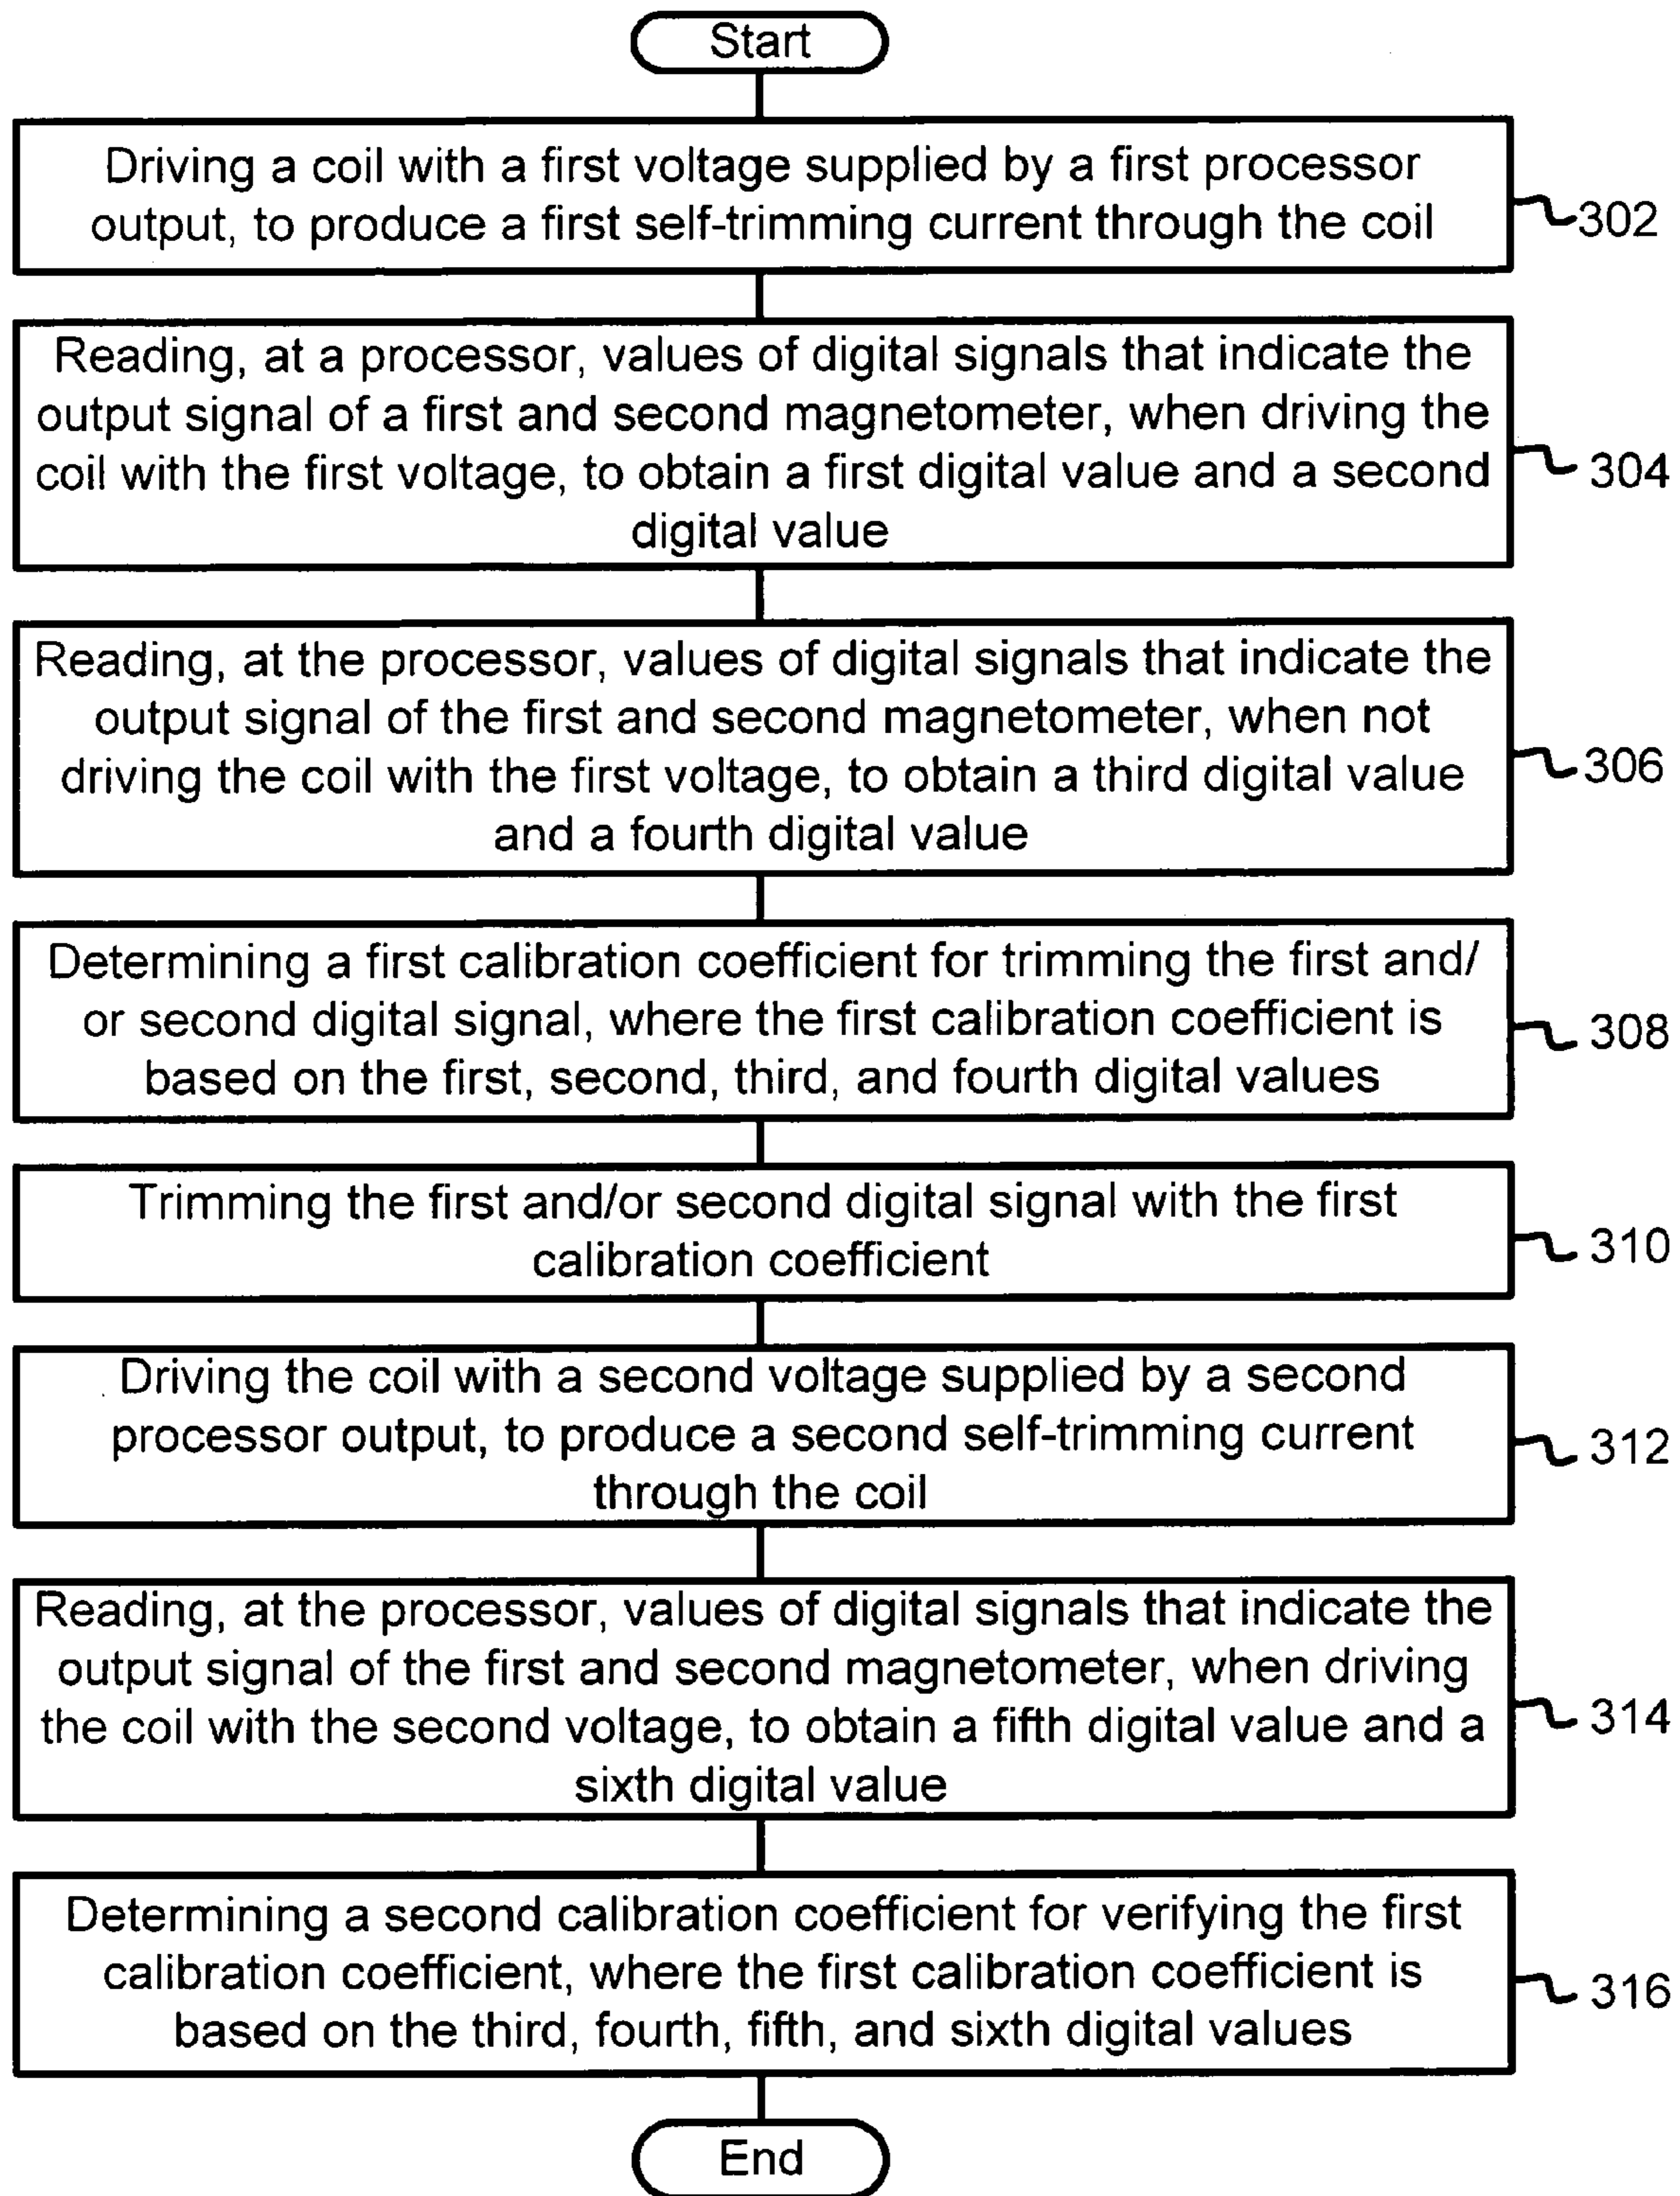 Start
Driving a coil with a first voltage supplied by a first processor
output, to produce a first self-trimming current through the coil
302
Reading, at a processor, values of digital signals that indicate the
output signal of a first and second magnetometer, when driving the
coil with the first voltage, to obtain a first digital value and a second
digital value
304
Reading, at the processor, values of digital signals that indicate the
output signal of the first and second magnetometer, when not
driving the coil with the first voltage, to obtain a third digital value
and a fourth digital value
306
Determining a first calibration coefficient for trimming the first and/
or second digital signal, where the first calibration coefficient is
based on the first, second, third, and fourth digital values
308
Trimming the first and/or second digital signal with the first
calibration coefficient
310
Driving the coil with a second voltage supplied by a second
processor output, to produce a second self-trimming current
through the coil
312
Reading, at the processor, values of digital signals that indicate the
output signal of the first and second magnetometer, when driving
the coil with the second voltage, to obtain a fifth digital value and a
sixth digital value
314
Determining a second calibration coefficient for verifying the first
calibration coefficient, where the first calibration coefficient is
based on the third, fourth, fifth, and sixth digital values
316
End